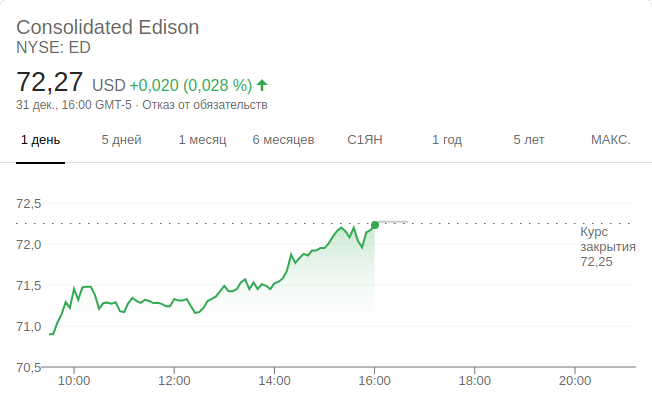 Consolidated Edison
NYSE: ED
72,27 USD +0,020 (0,028 %)
31 дек., 16:00 GMT-5 · Отказ от обязательств
1 день 5 дней 1 месяц 6 месяцев С1ЯН 1 год 5 лет МАКС.
72,5
Курс
72,0 закрытия
72,25
71,5
71,0
70,5
10:00 12:00 14:00 16:00 18:00 20:00